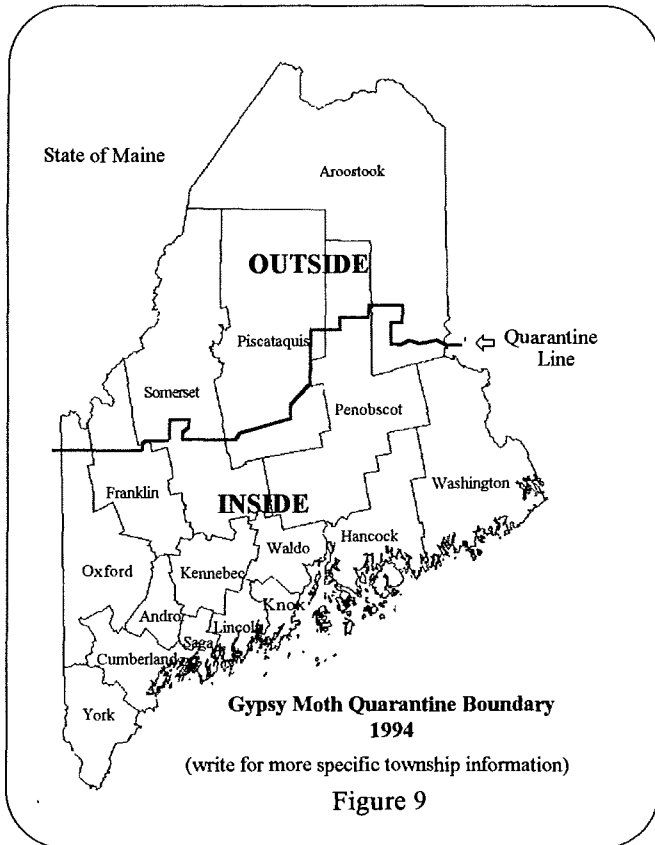 State of Maine
Aroostook
OUTSIDE
Piscataquis
Quarantine
Line
Somerset
Penobscot
Franklin
INSIDE
Washington
Hancock
Waldo
Oxford
Kennebec
Knox
Andro
Lincoln
Saga
Cumberland
York
Gypsy Moth Quarantine Boundary
1994
(write for more specific township information)
Figure 9